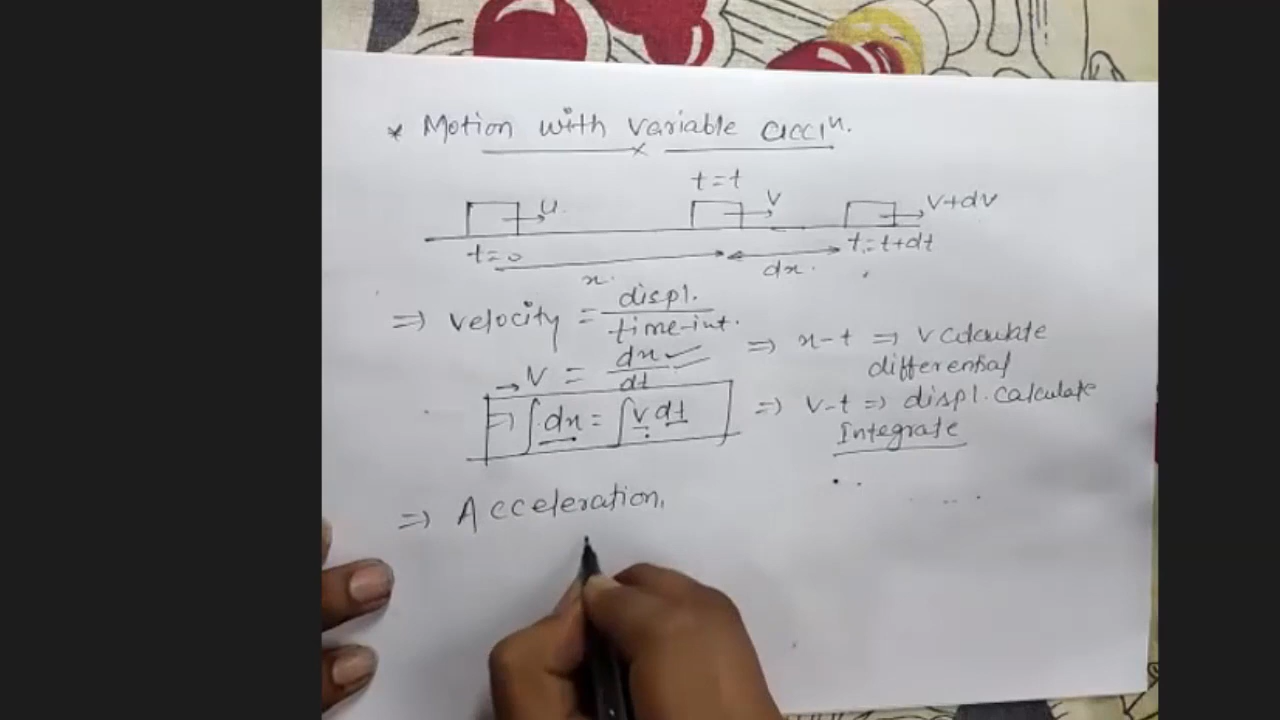 * Motion with variable accⁿ.
t=t
u
v
v+dv
t=0
t=t+dt
x
dx
⇒ velocity = displ./time-int.
→ V = dx/dt
⇒ x-t ⇒ v calculate
differential
⇒ ∫dx = ∫v dt
⇒ v-t ⇒ displ. calculate
Integrate
⇒ Acceleration,